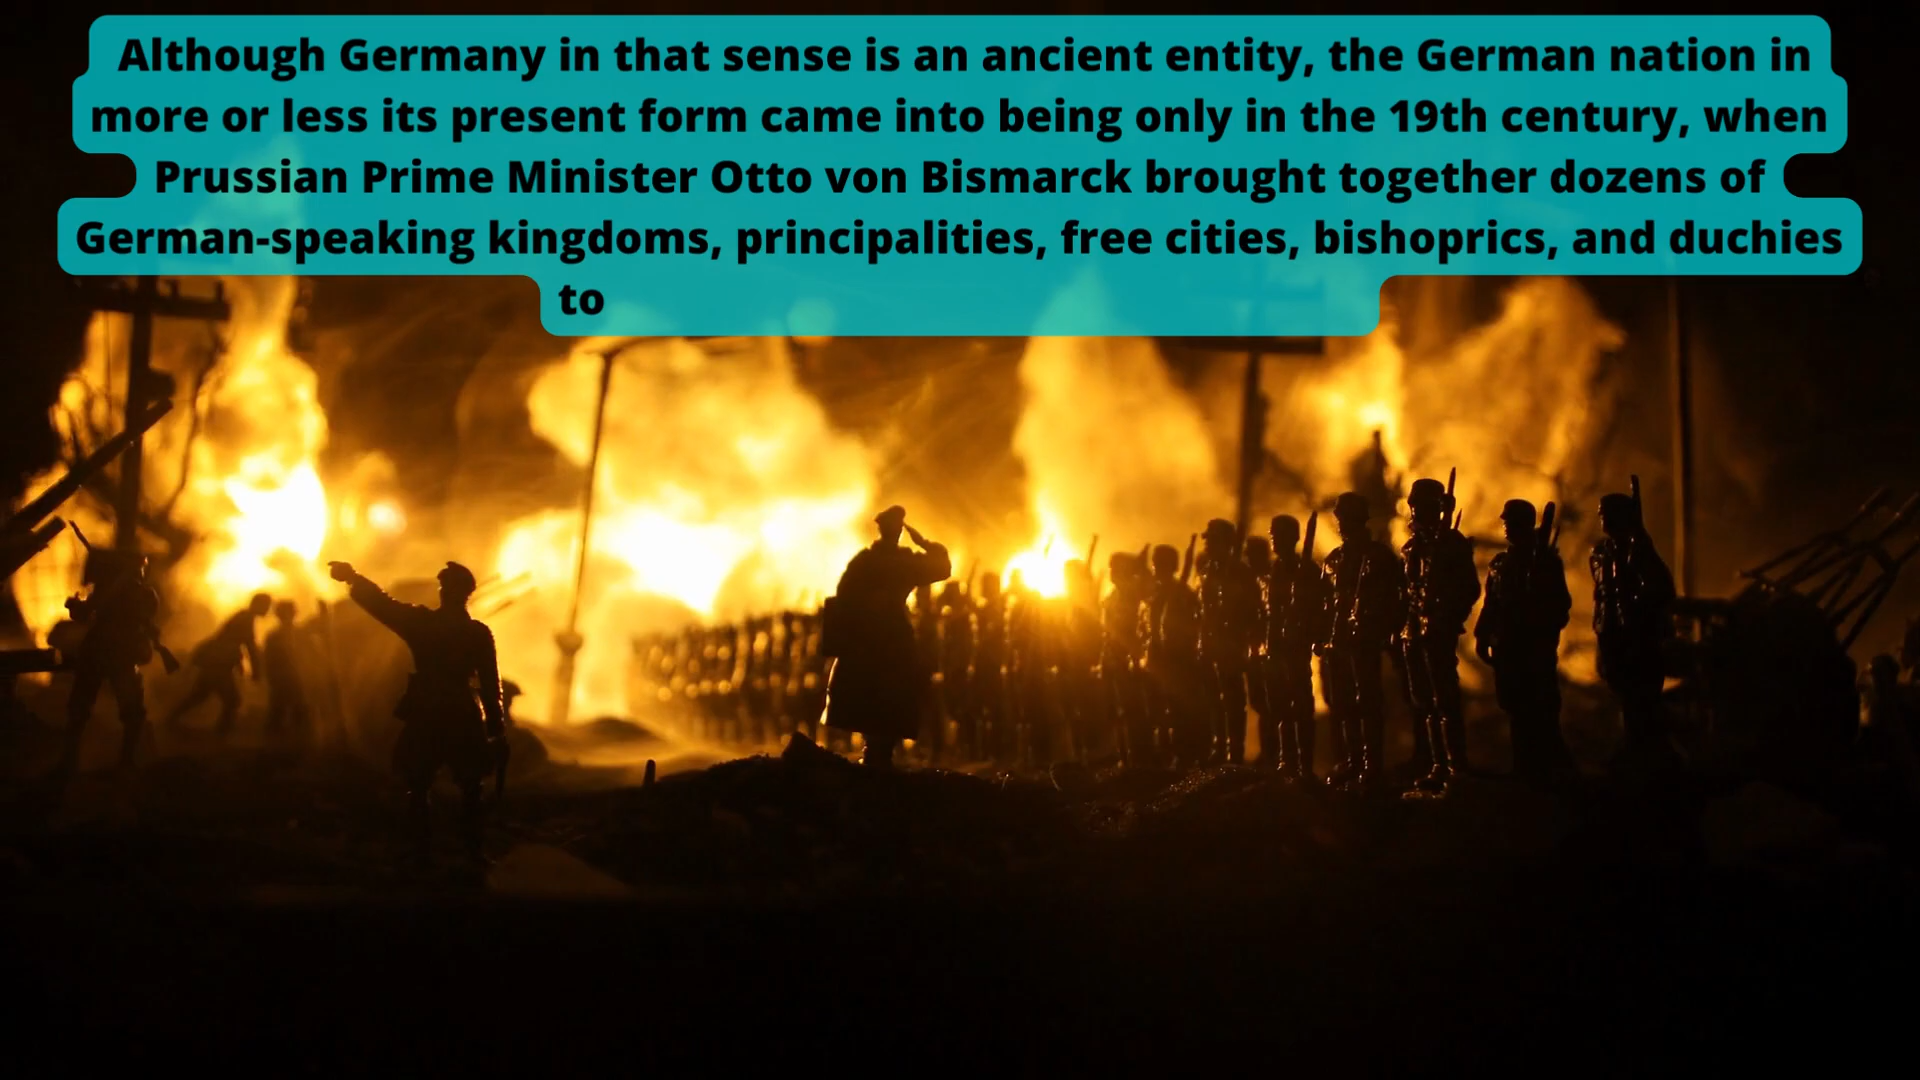 Although Germany in that sense is an ancient entity, the German nation in
more or less its present form came into being only in the 19th century, when
Prussian Prime Minister Otto von Bismarck brought together dozens of
German-speaking kingdoms, principalities, free cities, bishoprics, and duchies
to